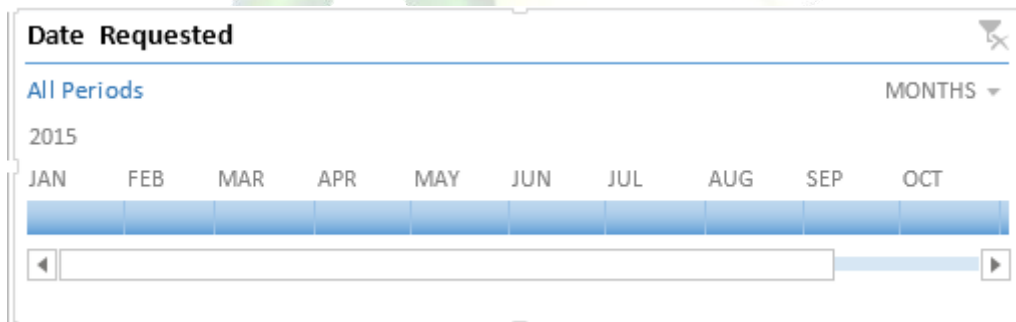 Date Requested
All Periods MONTHS
2015
JAN FEB MAR APR MAY JUN JUL AUG SEP OCT